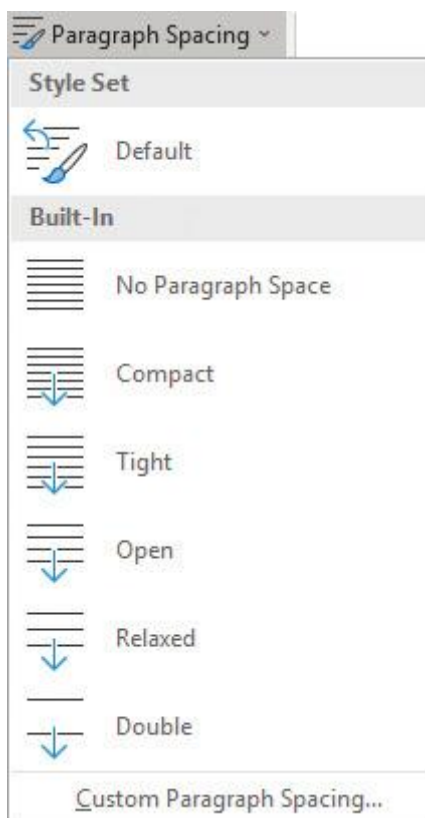 Paragraph Spacing
Style Set
Default
Built-In
No Paragraph Space
Compact
Tight
Open
Relaxed
Double
Custom Paragraph Spacing...